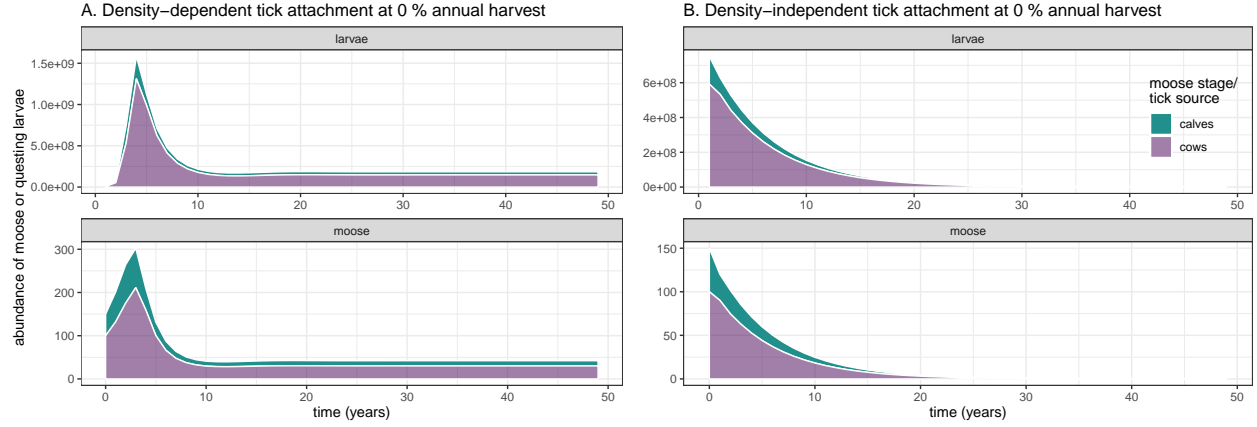 A. Density−dependent tick attachment at 0 % annual harvest
larvae
1.5e+09
1.0e+09
5.0e+08
0.0e+00
0 10 20 30 40 50
moose
300
200
100
0
0 10 20 30 40 50
time (years)
abundance of moose or questing larvae
B. Density−independent tick attachment at 0 % annual harvest
larvae
6e+08
4e+08
2e+08
0e+00
0 10 20 30 40 50
moose stage/
tick source
calves
cows
moose
150
100
50
0
0 10 20 30 40 50
time (years)